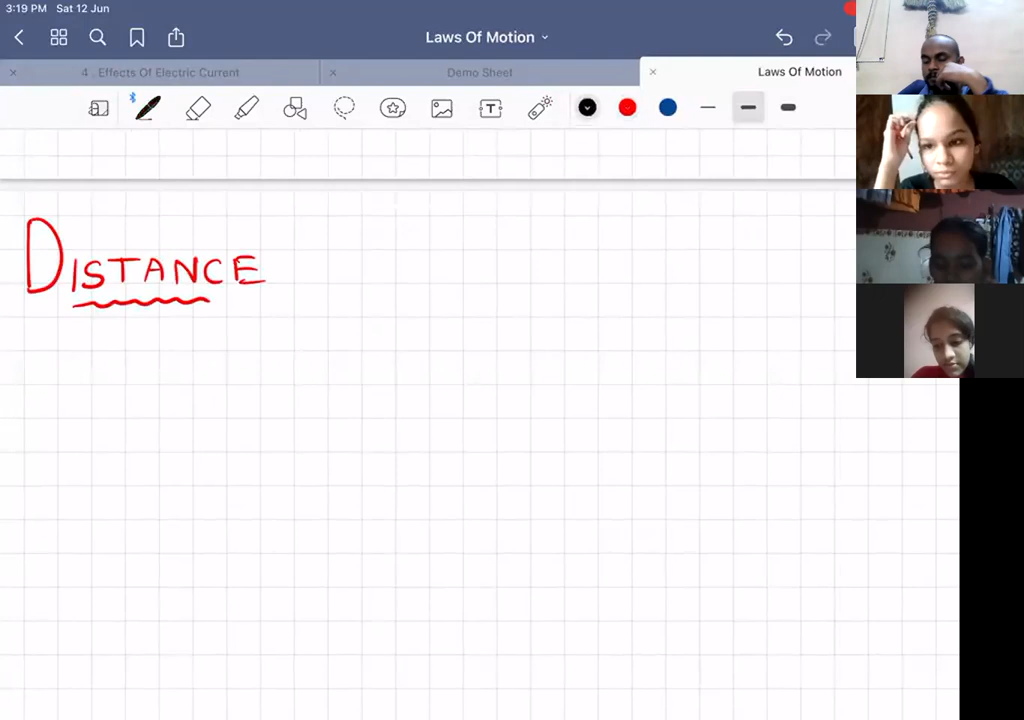 3:19 PM Sat 12 Jun
Laws Of Motion
4 . Effects Of Electric Current
Demo Sheet
Laws Of Motion
T
DISTANCE